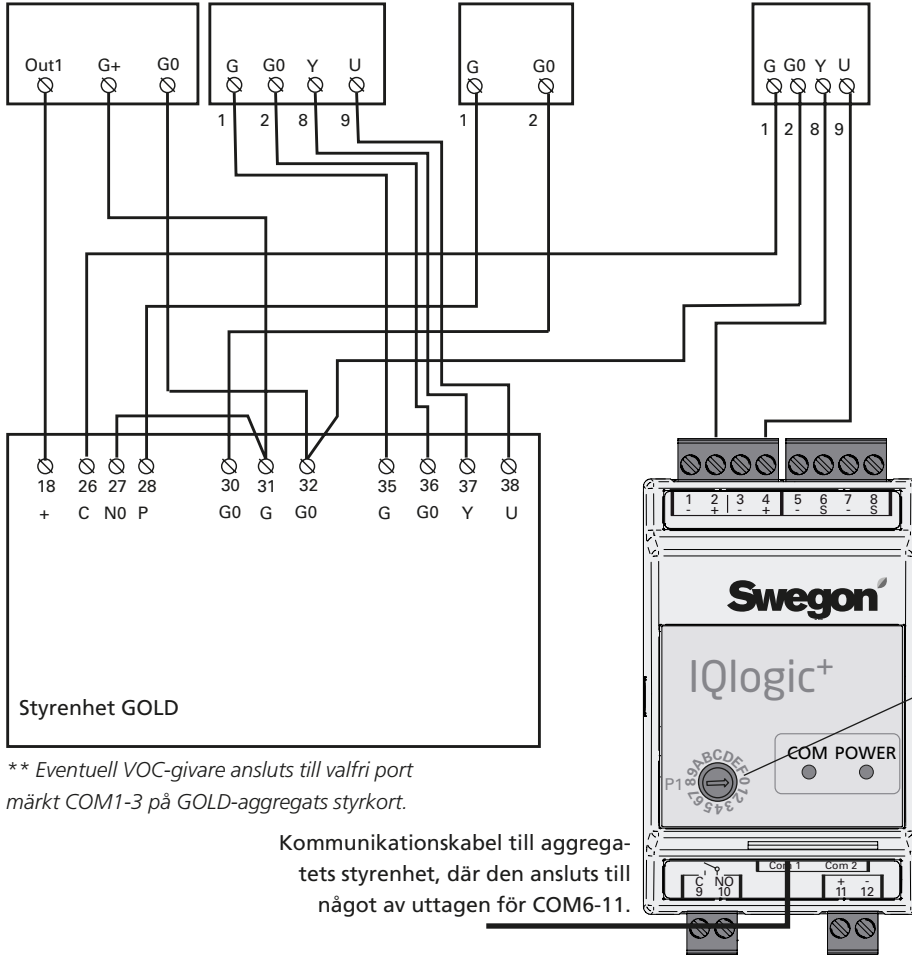 Out1 G+ G0
G G0 Y U
1 2 8 9
G G0
1 2
G G0 Y U
1 2 8 9
18 26 27 28 30 31 32 35 36 37 38
+ C N0 P G0 G G0 G G0 Y U
Styrenhet GOLD
** Eventuell VOC-givare ansluts till valfri port
märkt COM1-3 på GOLD-aggregats styrkort.
1 2 3 4 5 6 7 8
- + - + - S - S
Swegon
IQlogic+
COM POWER
P1
0123456789ABCDEF
Kommunikationskabel till aggrega-
tets styrenhet, där den ansluts till
något av uttagen för COM6-11.
Com 1 Com 2
C NO + -
9 10 11 12